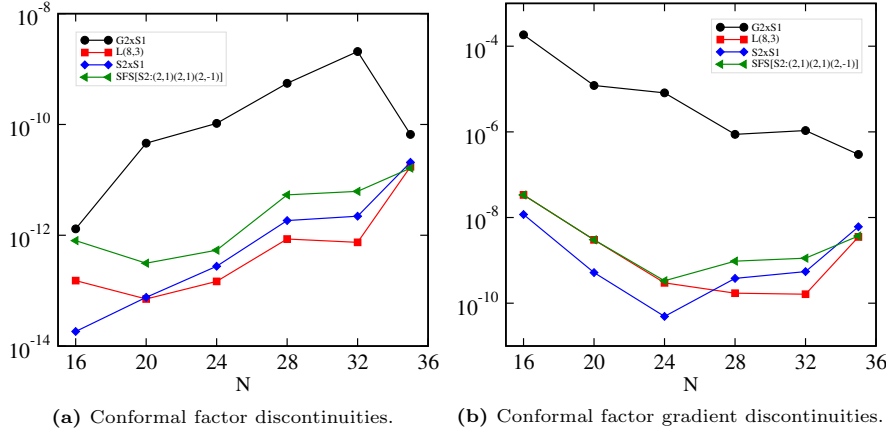 10⁻⁸
G2xS1
L(8,3)
S2xS1
SFS[S2:(2,1)(2,1)(2,-1)]
10⁻¹⁰
10⁻¹²
10⁻¹⁴
16 20 24 28 32 36
N
(a) Conformal factor discontinuities.
G2xS1
L(8,3)
S2xS1
SFS[S2:(2,1)(2,1)(2,-1)]
10⁻⁴
10⁻⁶
10⁻⁸
10⁻¹⁰
16 20 24 28 32 36
N
(b) Conformal factor gradient discontinuities.